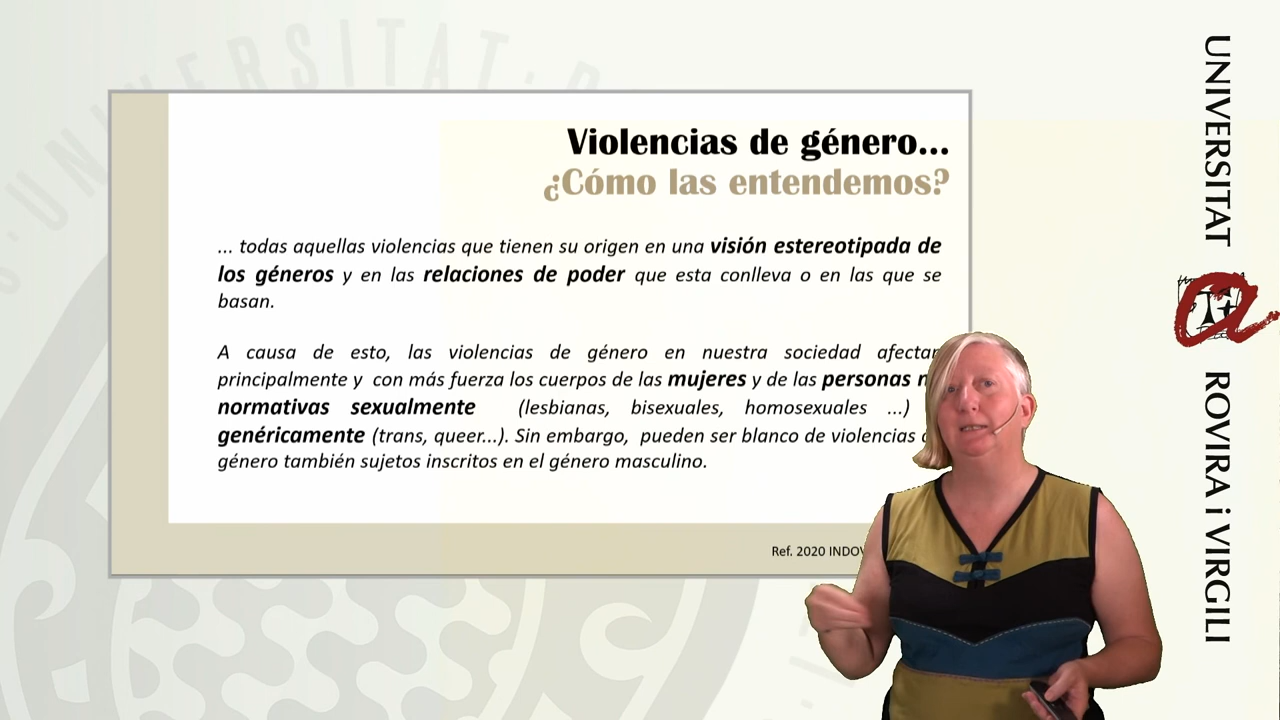 Violencias de género...
¿Cómo las entendemos?
... todas aquellas violencias que tienen su origen en una visión estereotipada de
los géneros y en las relaciones de poder que esta conlleva o en las que se
basan.
A causa de esto, las violencias de género en nuestra sociedad afectan
principalmente y con más fuerza los cuerpos de las mujeres y de las personas
normativas sexualmente (lesbianas, bisexuales, homosexuales ...)
genéricamente (trans, queer...). Sin embargo, pueden ser blanco de violencias
género también sujetos inscritos en el género masculino.
Ref. 2020
UNIVERSITAT ROVIRA i VIRGILI